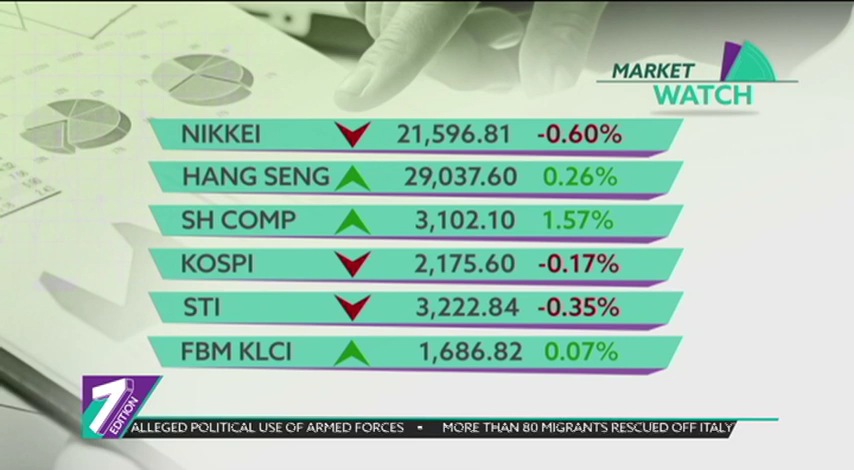 MARKET
WATCH
NIKKEI 21,596.81 -0.60%
HANG SENG 29,037.60 0.26%
SH COMP 3,102.10 1.57%
KOSPI 2,175.60 -0.17%
STI 3,222.84 -0.35%
FBM KLCI 1,686.82 0.07%
7
EDITION
ALLEGED POLITICAL USE OF ARMED FORCES • MORE THAN 80 MIGRANTS RESCUED OFF ITALY